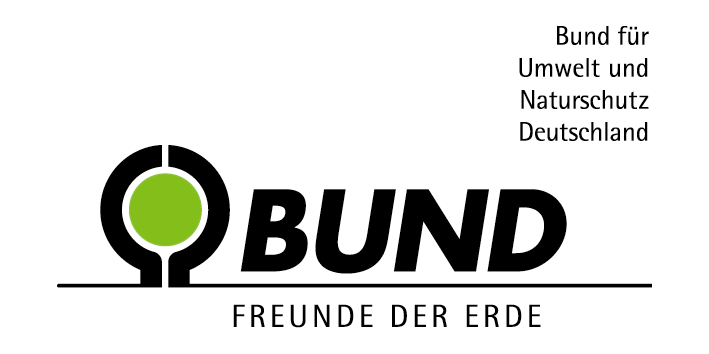 Bund für
Umwelt und
Naturschutz
Deutschland
BUND
FREUNDE DER ERDE